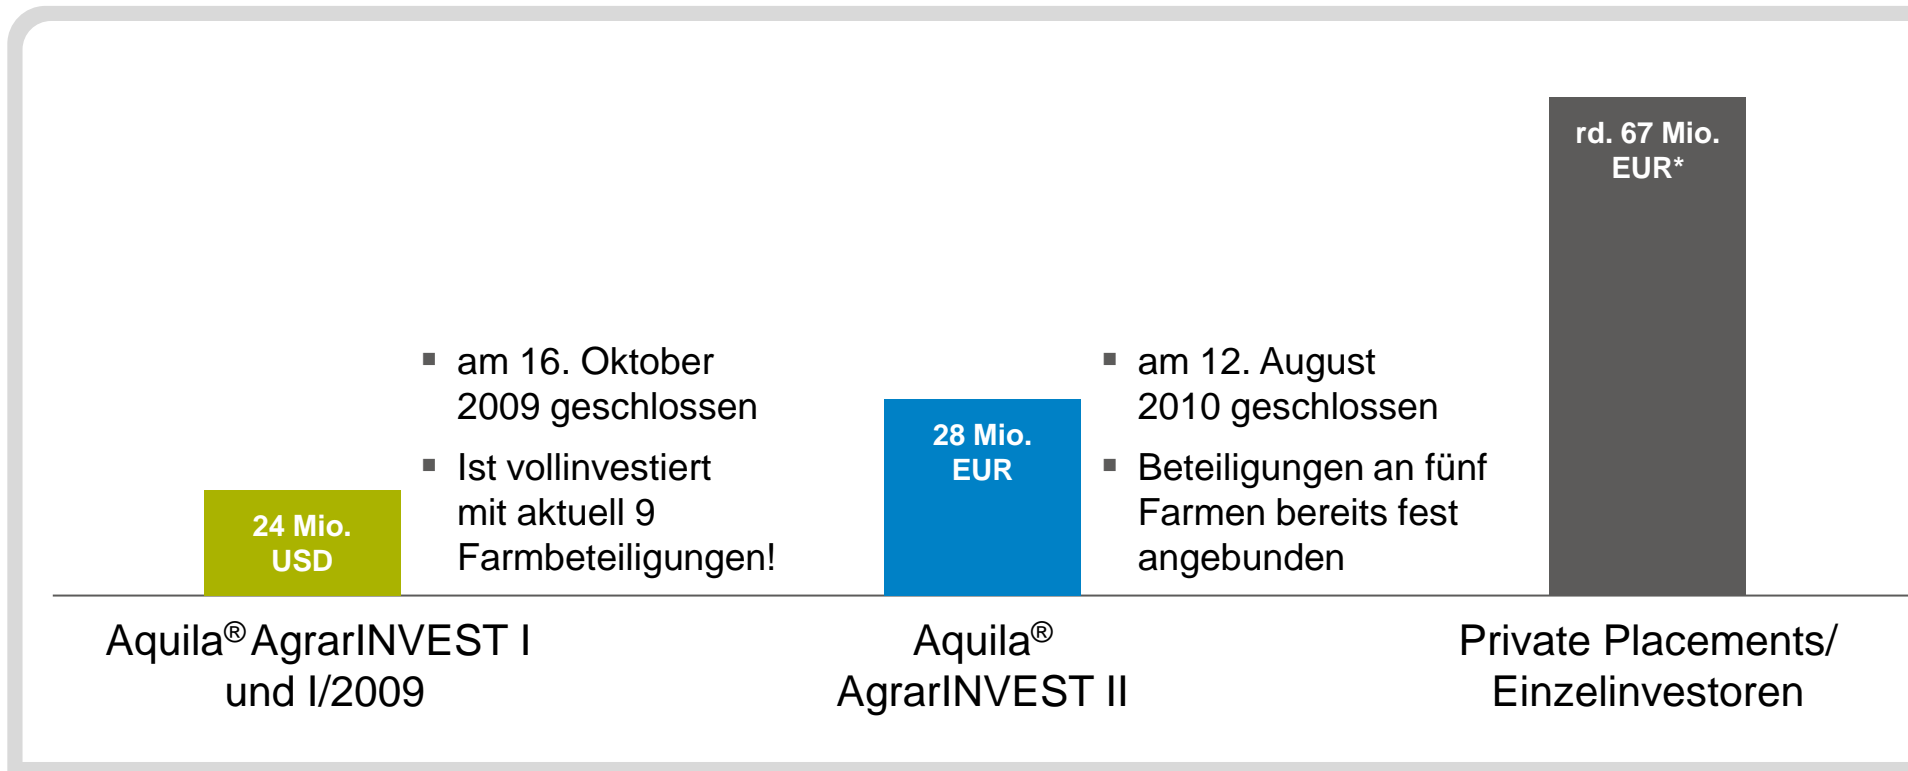 24 Mio.
USD
▪ am 16. Oktober
2009 geschlossen
▪ Ist vollinvestiert
mit aktuell 9
Farmbeteiligungen!
28 Mio.
EUR
▪ am 12. August
2010 geschlossen
▪ Beteiligungen an fünf
Farmen bereits fest
angebunden
rd. 67 Mio.
EUR*
Aquila® AgrarINVEST I
und I/2009
Aquila®
AgrarINVEST II
Private Placements/
Einzelinvestoren